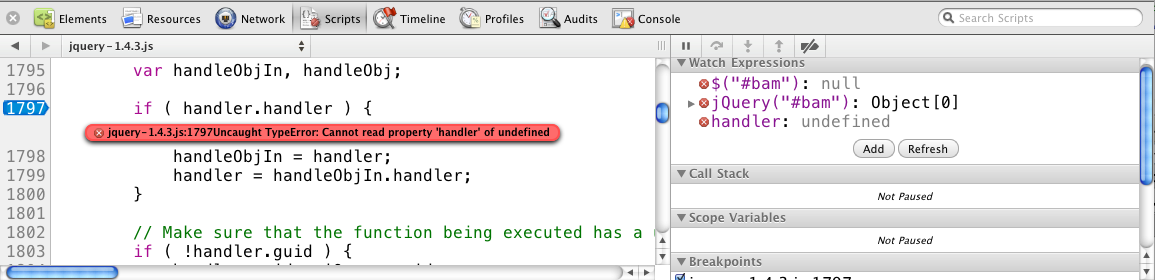 Elements Resources Network Scripts Timeline Profiles Audits Console Search Scripts
jquery-1.4.3.js
1795 var handleObjIn, handleObj;
1796
1797 if ( handler.handler ) {
jquery-1.4.3.js:1797Uncaught TypeError: Cannot read property 'handler' of undefined
1798 handleObjIn = handler;
1799 handler = handleObjIn.handler;
1800 }
1801
1802 // Make sure that the function being executed has a
1803 if ( !handler.guid ) {
Watch Expressions
$("#bam"): null
jQuery("#bam"): Object[0]
handler: undefined
Add Refresh
Call Stack
Not Paused
Scope Variables
Not Paused
Breakpoints